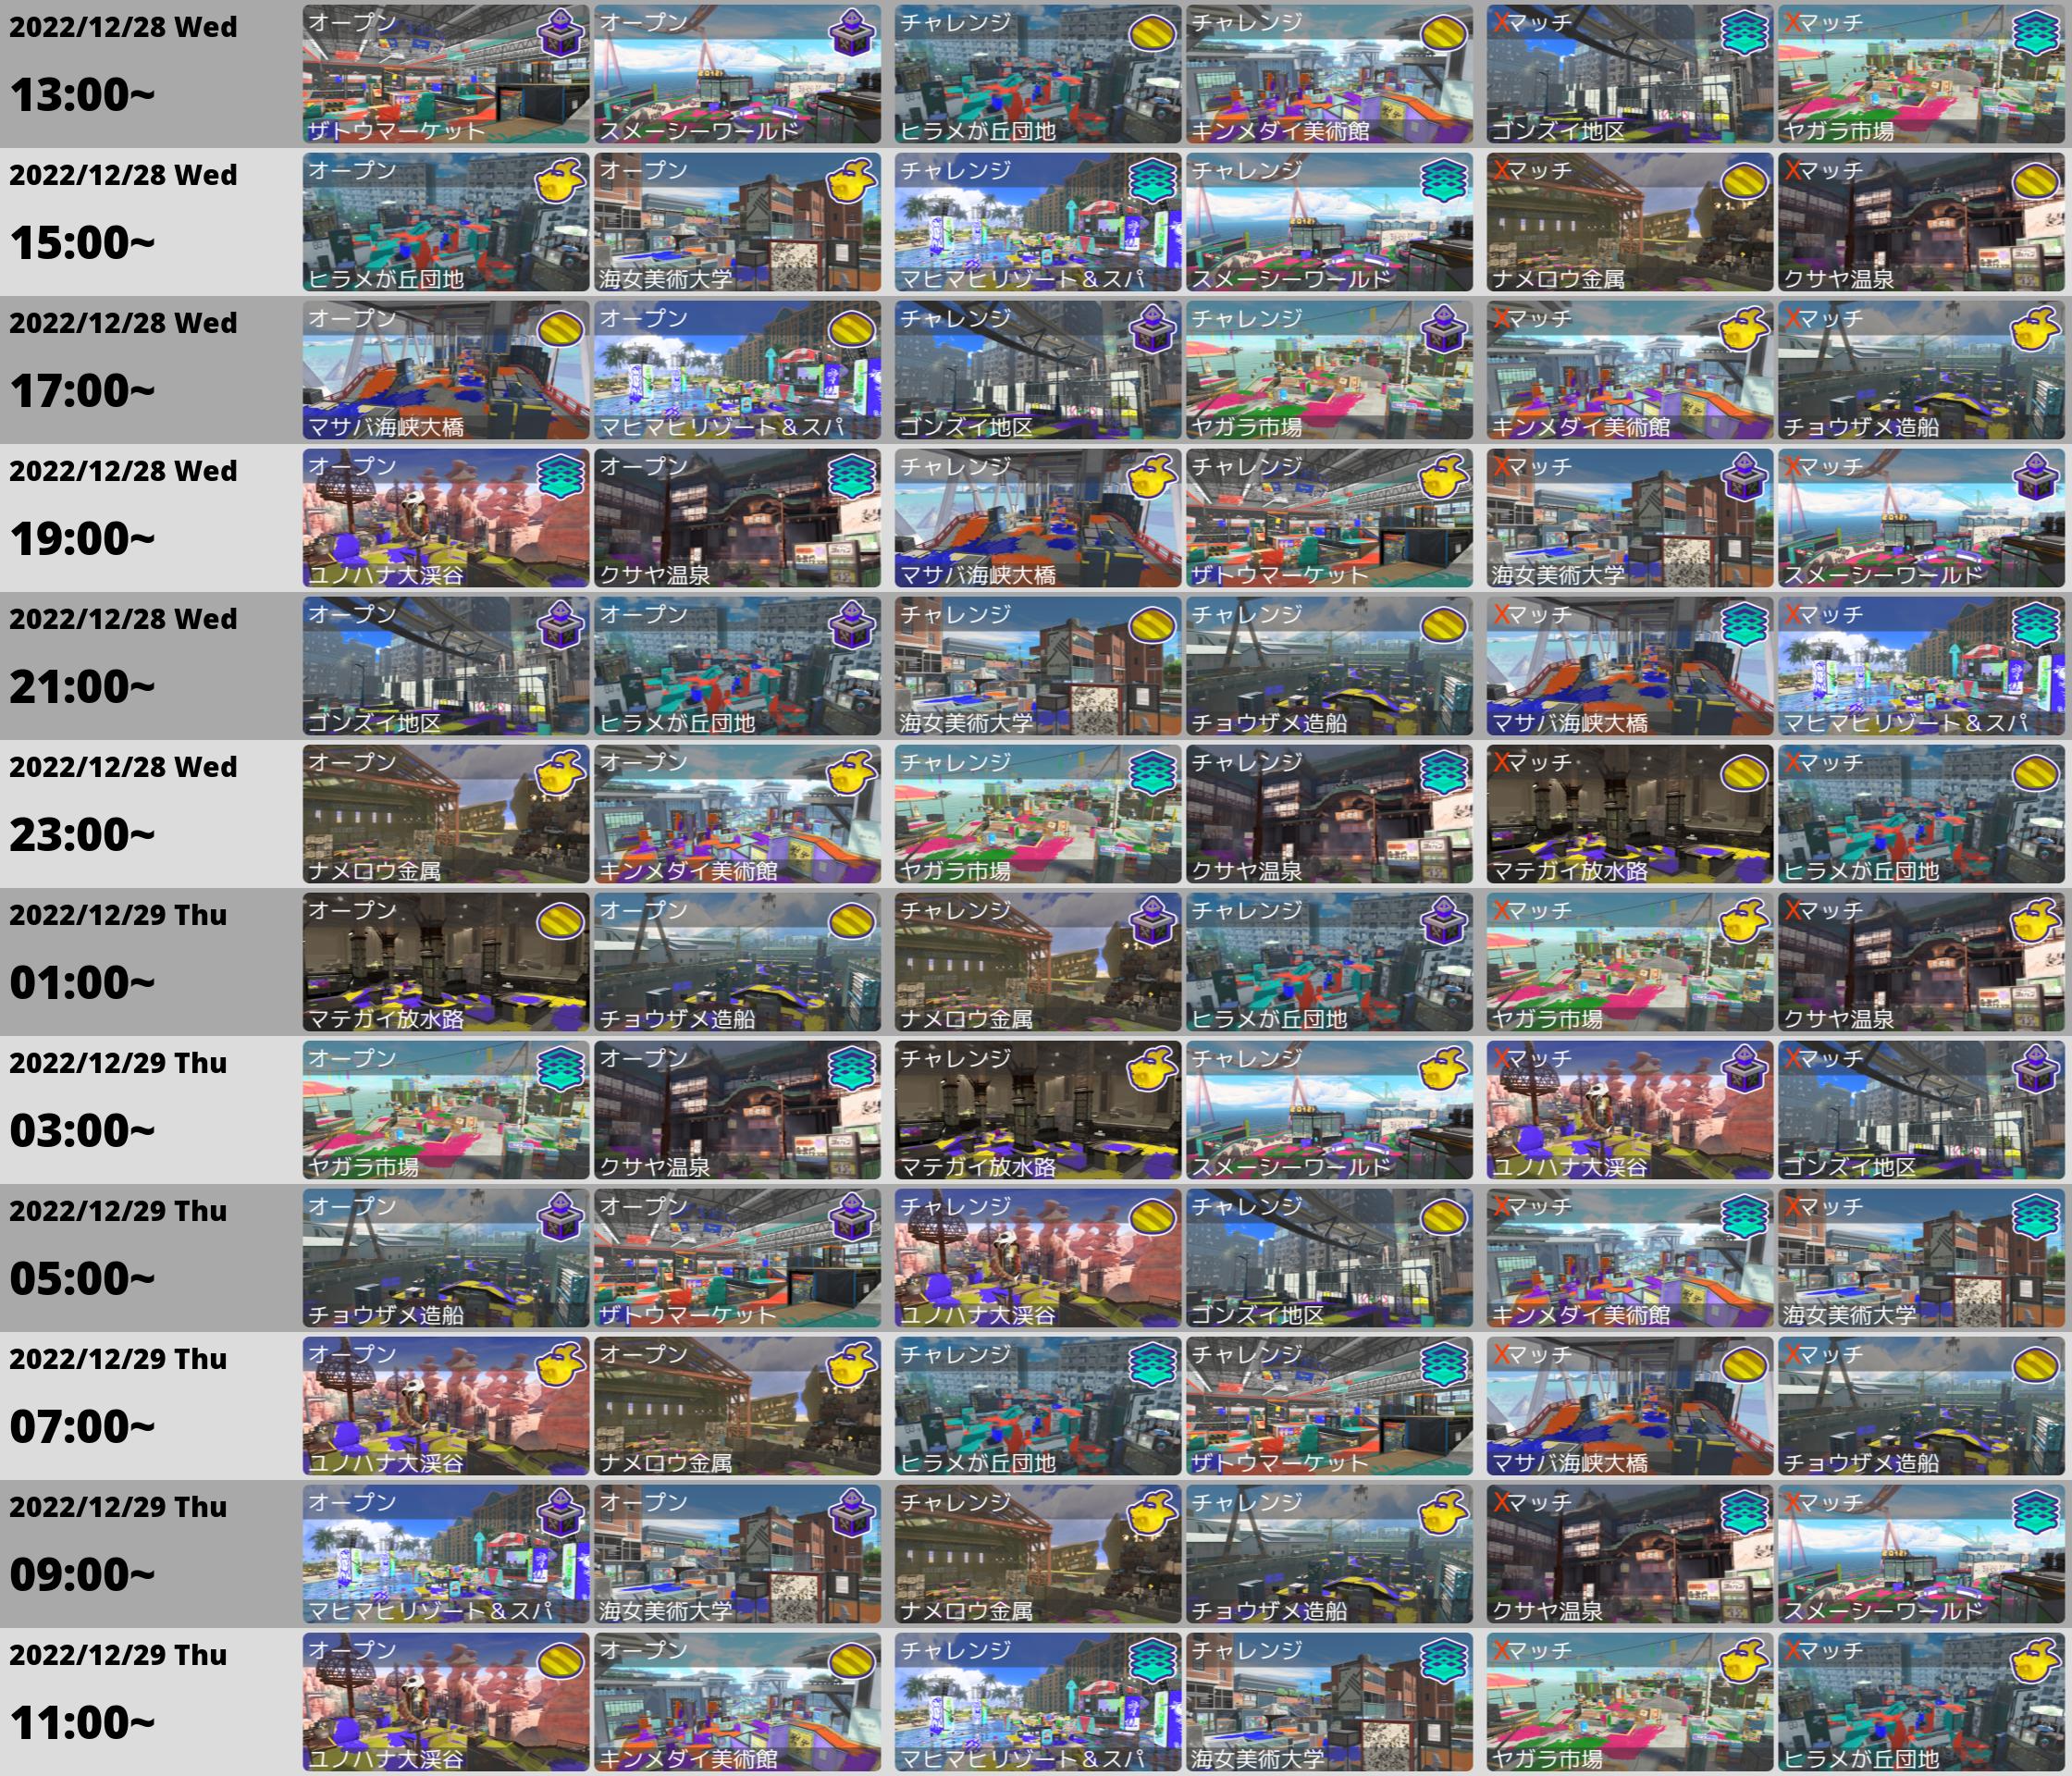 2022/12/28 Wed
13:00~
オープン
ザトウマーケット
オープン
スメーシーワールド
チャレンジ
ヒラメが丘団地
チャレンジ
キンメダイ美術館
Xマッチ
ゴンズイ地区
Xマッチ
ヤガラ市場
2022/12/28 Wed
15:00~
オープン
ヒラメが丘団地
オープン
海女美術大学
チャレンジ
マヒマヒリゾート＆スパ
チャレンジ
スメーシーワールド
Xマッチ
ナメロウ金属
Xマッチ
クサヤ温泉
2022/12/28 Wed
17:00~
オープン
マサバ海峡大橋
オープン
マヒマヒリゾート＆スパ
チャレンジ
ゴンズイ地区
チャレンジ
ヤガラ市場
Xマッチ
キンメダイ美術館
Xマッチ
チョウザメ造船
2022/12/28 Wed
19:00~
オープン
ユノハナ大渓谷
オープン
クサヤ温泉
チャレンジ
マサバ海峡大橋
チャレンジ
ザトウマーケット
Xマッチ
海女美術大学
Xマッチ
スメーシーワールド
2022/12/28 Wed
21:00~
オープン
ゴンズイ地区
オープン
ヒラメが丘団地
チャレンジ
海女美術大学
チャレンジ
チョウザメ造船
Xマッチ
マサバ海峡大橋
Xマッチ
マヒマヒリゾート＆スパ
2022/12/28 Wed
23:00~
オープン
ナメロウ金属
オープン
キンメダイ美術館
チャレンジ
ヤガラ市場
チャレンジ
クサヤ温泉
Xマッチ
マテガイ放水路
Xマッチ
ヒラメが丘団地
2022/12/29 Thu
01:00~
オープン
マテガイ放水路
オープン
チョウザメ造船
チャレンジ
ナメロウ金属
チャレンジ
ヒラメが丘団地
Xマッチ
ヤガラ市場
Xマッチ
クサヤ温泉
2022/12/29 Thu
03:00~
オープン
ヤガラ市場
オープン
クサヤ温泉
チャレンジ
マテガイ放水路
チャレンジ
スメーシーワールド
Xマッチ
ユノハナ大渓谷
Xマッチ
ゴンズイ地区
2022/12/29 Thu
05:00~
オープン
チョウザメ造船
オープン
ザトウマーケット
チャレンジ
ユノハナ大渓谷
チャレンジ
ゴンズイ地区
Xマッチ
キンメダイ美術館
Xマッチ
海女美術大学
2022/12/29 Thu
07:00~
オープン
ユノハナ大渓谷
オープン
ナメロウ金属
チャレンジ
ヒラメが丘団地
チャレンジ
ザトウマーケット
Xマッチ
マサバ海峡大橋
Xマッチ
チョウザメ造船
2022/12/29 Thu
09:00~
オープン
マヒマヒリゾート＆スパ
オープン
海女美術大学
チャレンジ
ナメロウ金属
チャレンジ
チョウザメ造船
Xマッチ
クサヤ温泉
Xマッチ
スメーシーワールド
2022/12/29 Thu
11:00~
オープン
ユノハナ大渓谷
オープン
キンメダイ美術館
チャレンジ
マヒマヒリゾート＆スパ
チャレンジ
海女美術大学
Xマッチ
ヤガラ市場
Xマッチ
ヒラメが丘団地